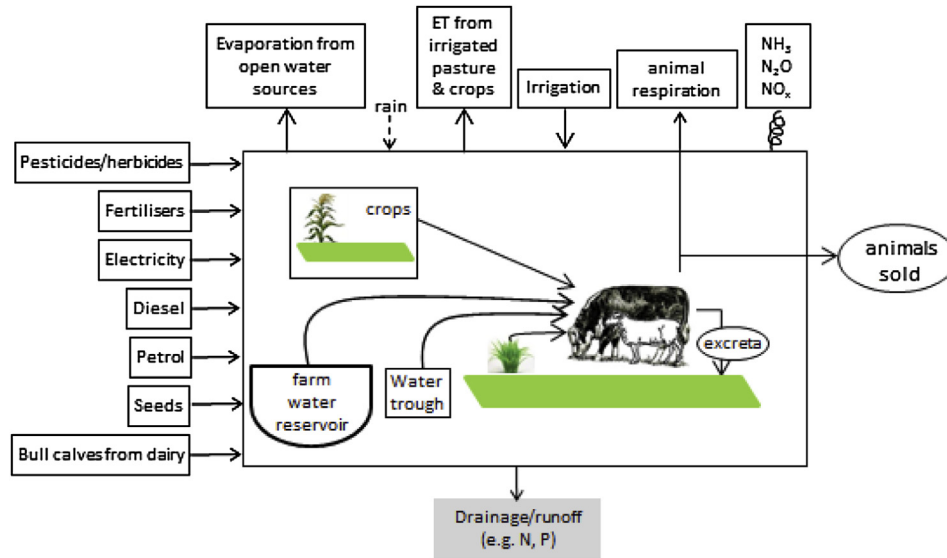 Evaporation from
open water
sources
rain
ET from
irrigated
pasture
& crops
Irrigation
animal
respiration
NH₃
N₂O
NOₓ
Pesticides/herbicides
Fertilisers
Electricity
Diesel
Petrol
Seeds
Bull calves from dairy
crops
farm
water
reservoir
Water
trough
excreta
animals
sold
Drainage/runoff
(e.g. N, P)